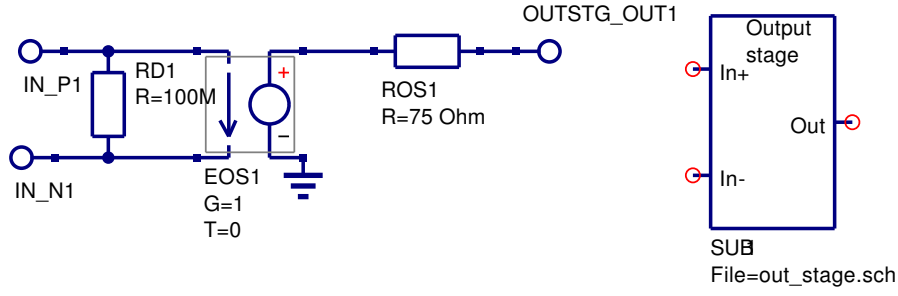 OUTSTG_OUT1
IN_P1
RD1
R=100M
+
−
ROS1
R=75 Ohm
IN_N1
EOS1
G=1
T=0
Output
stage
In+
Out
In-
SUB1
File=out_stage.sch